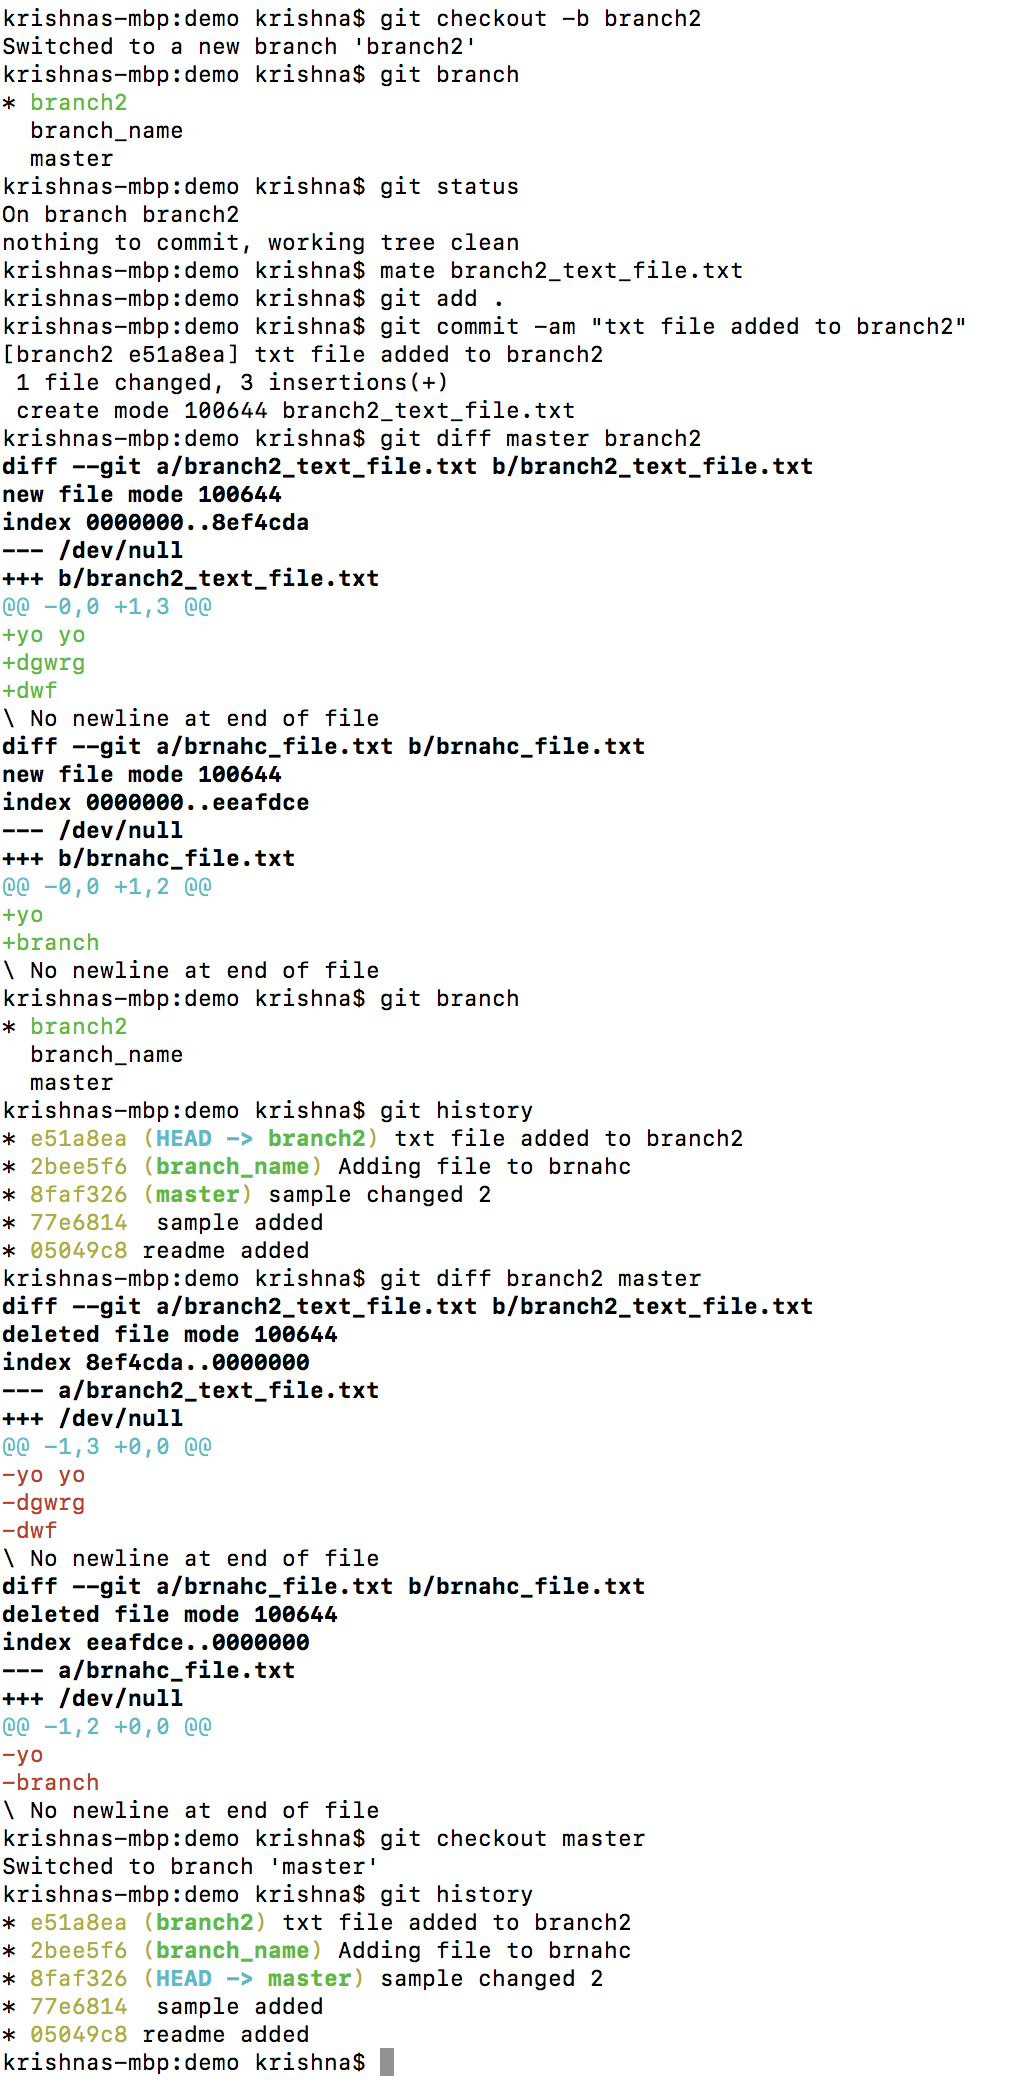 krishnas-mbp:demo krishna$ git checkout -b branch2
Switched to a new branch 'branch2'
krishnas-mbp:demo krishna$ git branch
* branch2
  branch_name
  master
krishnas-mbp:demo krishna$ git status
On branch branch2
nothing to commit, working tree clean
krishnas-mbp:demo krishna$ mate branch2_text_file.txt
krishnas-mbp:demo krishna$ git add .
krishnas-mbp:demo krishna$ git commit -am "txt file added to branch2"
[branch2 e51a8ea] txt file added to branch2
 1 file changed, 3 insertions(+)
 create mode 100644 branch2_text_file.txt
krishnas-mbp:demo krishna$ git diff master branch2
diff --git a/branch2_text_file.txt b/branch2_text_file.txt
new file mode 100644
index 0000000..8ef4cda
--- /dev/null
+++ b/branch2_text_file.txt
@@ -0,0 +1,3 @@
+yo yo
+dgwrg
+dwf
\ No newline at end of file
diff --git a/brnahc_file.txt b/brnahc_file.txt
new file mode 100644
index 0000000..eeafdce
--- /dev/null
+++ b/brnahc_file.txt
@@ -0,0 +1,2 @@
+yo
+branch
\ No newline at end of file
krishnas-mbp:demo krishna$ git branch
* branch2
  branch_name
  master
krishnas-mbp:demo krishna$ git history
* e51a8ea (HEAD -> branch2) txt file added to branch2
* 2bee5f6 (branch_name) Adding file to brnahc
* 8faf326 (master) sample changed 2
* 77e6814  sample added
* 05049c8 readme added
krishnas-mbp:demo krishna$ git diff branch2 master
diff --git a/branch2_text_file.txt b/branch2_text_file.txt
deleted file mode 100644
index 8ef4cda..0000000
--- a/branch2_text_file.txt
+++ /dev/null
@@ -1,3 +0,0 @@
-yo yo
-dgwrg
-dwf
\ No newline at end of file
diff --git a/brnahc_file.txt b/brnahc_file.txt
deleted file mode 100644
index eeafdce..0000000
--- a/brnahc_file.txt
+++ /dev/null
@@ -1,2 +0,0 @@
-yo
-branch
\ No newline at end of file
krishnas-mbp:demo krishna$ git checkout master
Switched to branch 'master'
krishnas-mbp:demo krishna$ git history
* e51a8ea (branch2) txt file added to branch2
* 2bee5f6 (branch_name) Adding file to brnahc
* 8faf326 (HEAD -> master) sample changed 2
* 77e6814  sample added
* 05049c8 readme added
krishnas-mbp:demo krishna$